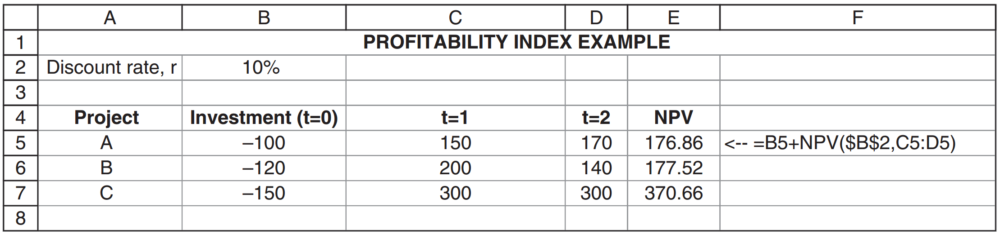 A B C D E F
1 PROFITABILITY INDEX EXAMPLE
2 Discount rate, r 10%
3
4 Project Investment (t=0) t=1 t=2 NPV
5 A –100 150 170 176.86 <-- =B5+NPV($B$2,C5:D5)
6 B –120 200 140 177.52
7 C –150 300 300 370.66
8